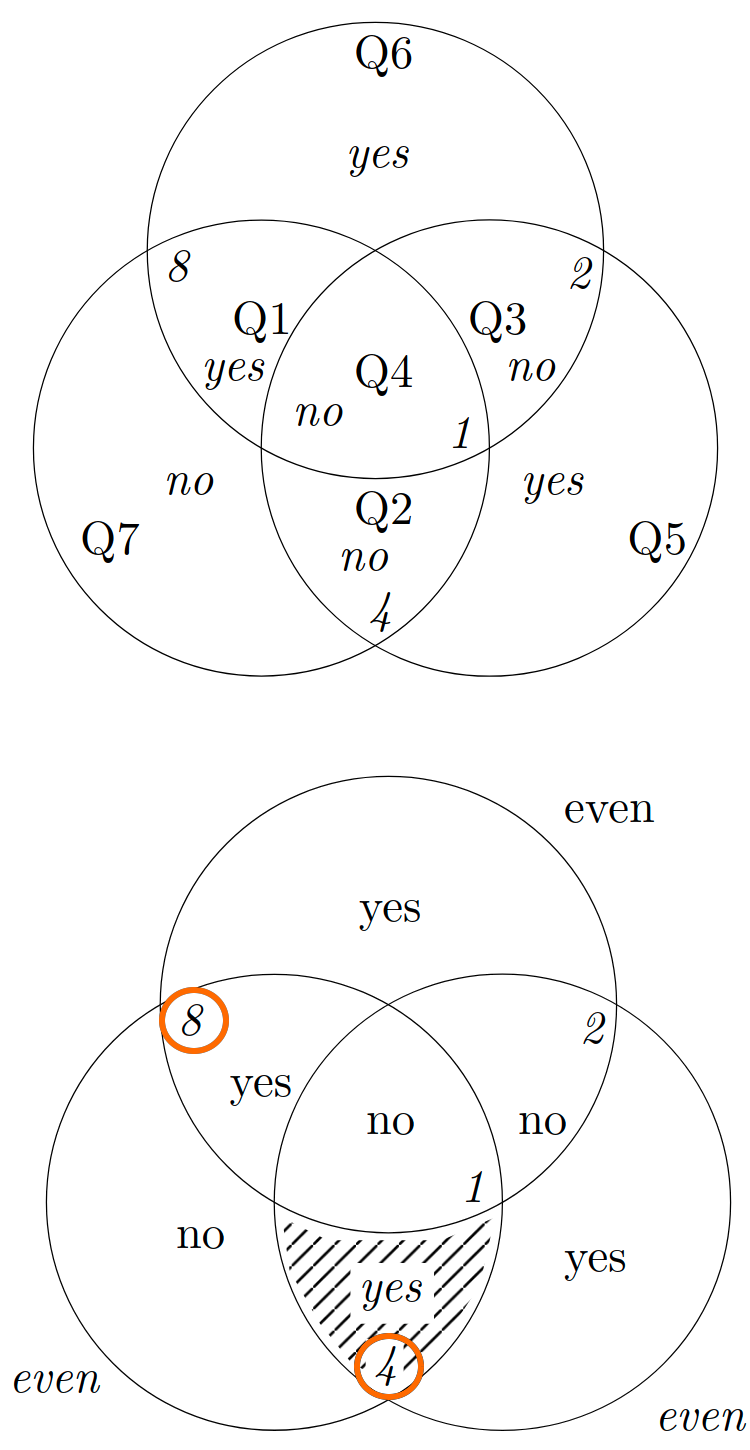 Q6
yes
8
2
Q1
Q3
yes
Q4
no
no
1
no
yes
Q2
Q7
Q5
no
4
even
yes
8
2
yes
no
no
1
no
yes
yes
4
even
even